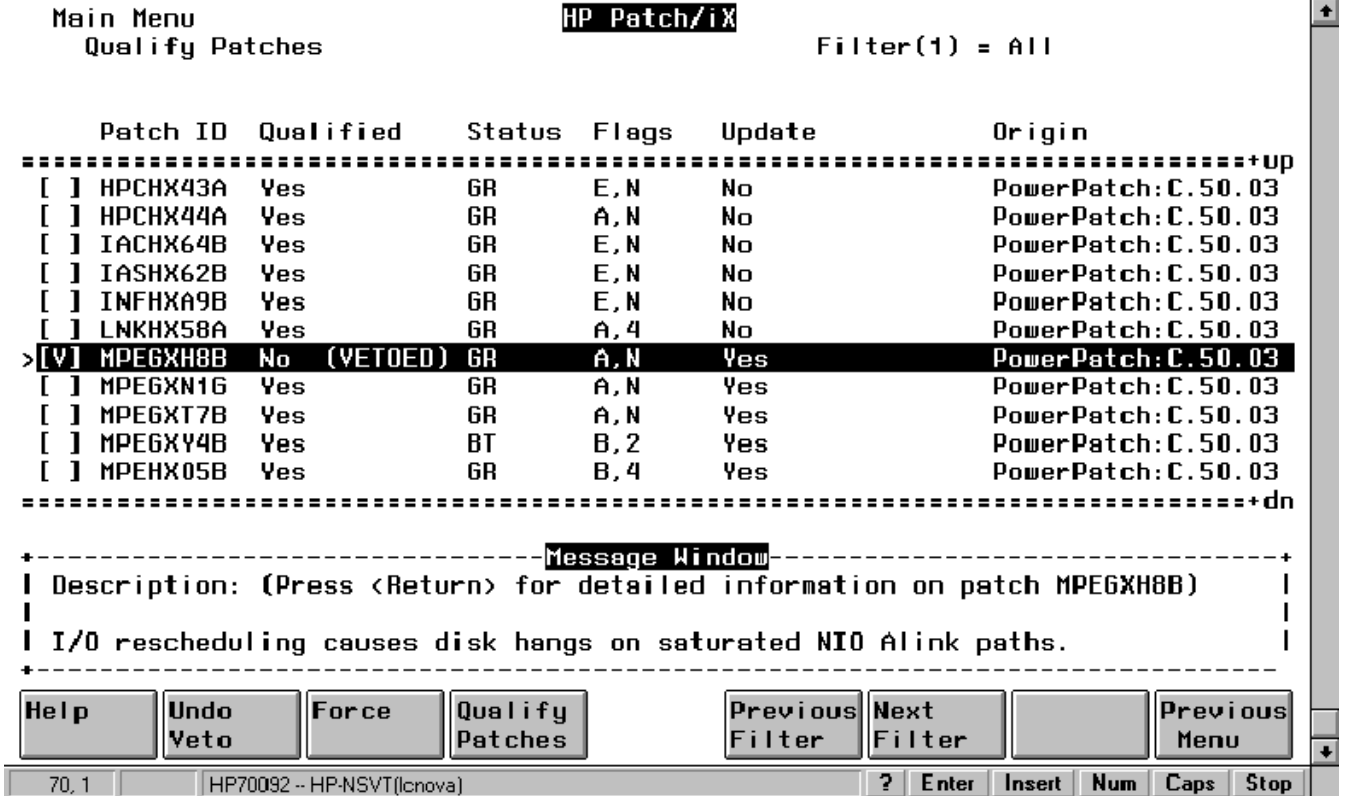 Main Menu HP Patch/iX
Qualify Patches Filter(1) = All
Patch ID Qualified Status Flags Update Origin
=============================================================================+up
[ ] HPCHX43A Yes GR E,N No PowerPatch:C.50.03
[ ] HPCHX44A Yes GR A,N No PowerPatch:C.50.03
[ ] IACHX64B Yes GR E,N No PowerPatch:C.50.03
[ ] IASHX62B Yes GR E,N No PowerPatch:C.50.03
[ ] INFHXA9B Yes GR E,N No PowerPatch:C.50.03
[ ] LNKHX58A Yes GR A,4 No PowerPatch:C.50.03
>[V] MPEGXH8B No (VETOED) GR A,N Yes PowerPatch:C.50.03
[ ] MPEGXN1G Yes GR A,N Yes PowerPatch:C.50.03
[ ] MPEGXT7B Yes GR A,N Yes PowerPatch:C.50.03
[ ] MPEGXY4B Yes BT B,2 Yes PowerPatch:C.50.03
[ ] MPEHX05B Yes GR B,4 Yes PowerPatch:C.50.03
=============================================================================+dn
+--------------------------------Message Window--------------------------------+
| Description: (Press <Return> for detailed information on patch MPEGXH8B) |
| |
| I/O rescheduling causes disk hangs on saturated NIO Alink paths. |
+------------------------------------------------------------------------------
Help Undo Force Qualify Previous Next Previous
Veto Patches Filter Filter Menu
70, 1 HP70092 -- HP-NSVT(lcnova) ? Enter Insert Num Caps Stop